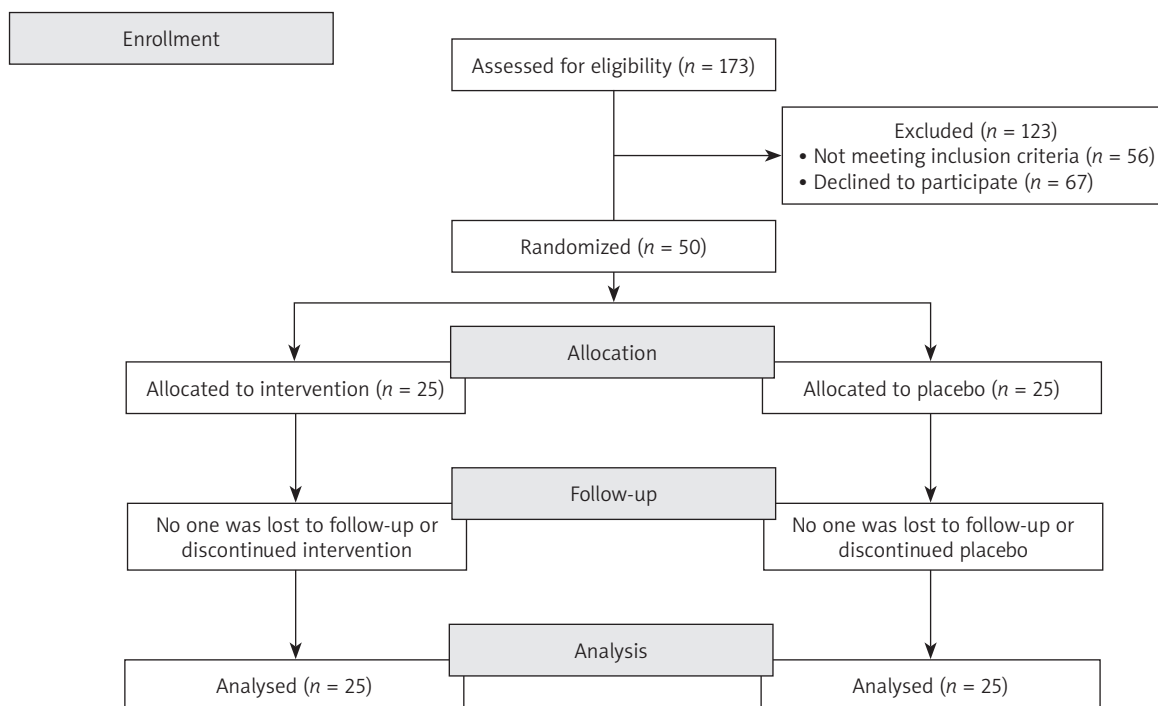 Enrollment
Assessed for eligibility (n = 173)
Excluded (n = 123)
• Not meeting inclusion criteria (n = 56)
• Declined to participate (n = 67)
Randomized (n = 50)
Allocation
Allocated to intervention (n = 25)
Allocated to placebo (n = 25)
Follow-up
No one was lost to follow-up or
discontinued intervention
No one was lost to follow-up or
discontinued placebo
Analysis
Analysed (n = 25)
Analysed (n = 25)